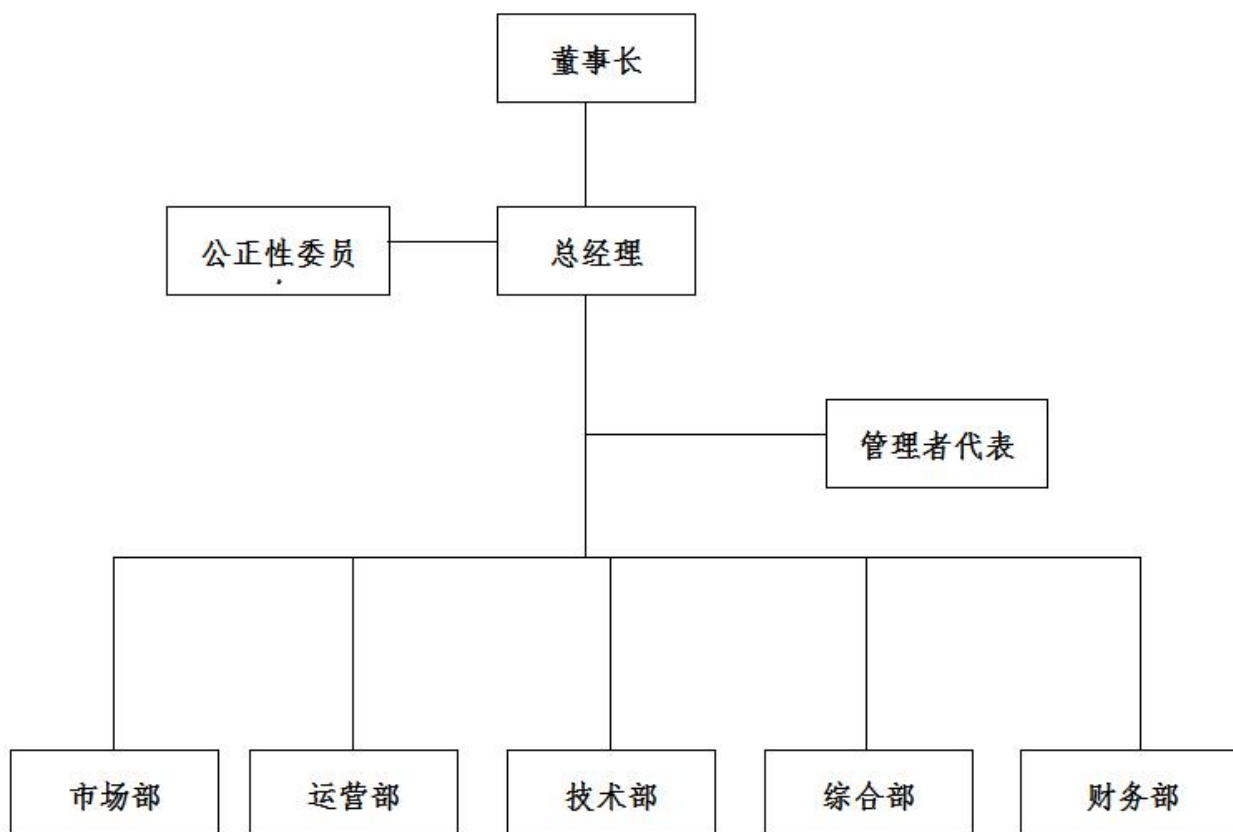 董事长
公正性委员
总经理
管理者代表
市场部
运营部
技术部
综合部
财务部